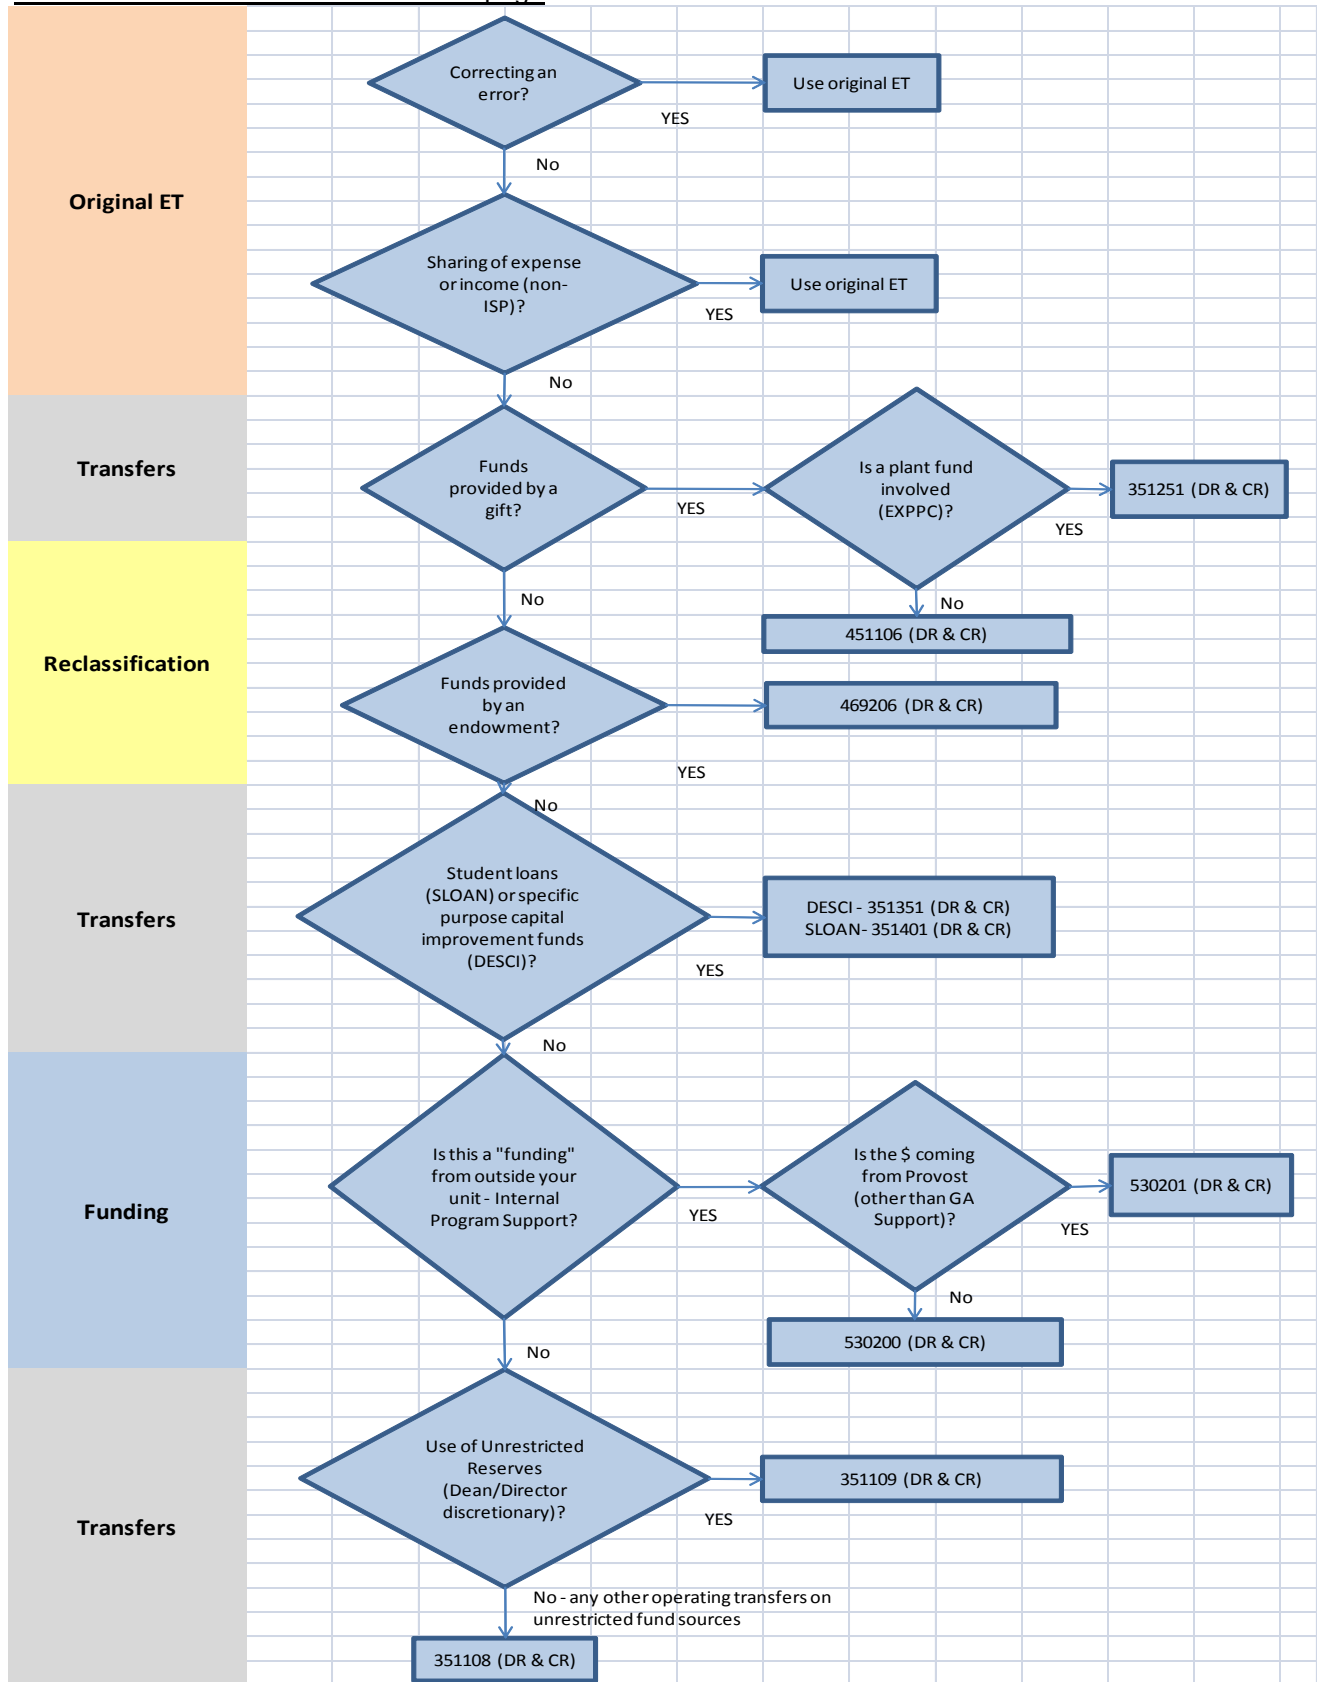 Correcting an
error?
Use original ET
YES
No
Original ET
Sharing of expense
or income (non-
ISP)?
Use original ET
YES
No
Transfers
Funds
provided by a
gift?
YES
Is a plant fund
involved
(EXPPC)?
YES
351251 (DR & CR)
No
No
451106 (DR & CR)
Reclassification
Funds provided
by an
endowment?
469206 (DR & CR)
YES
No
Transfers
Student loans
(SLOAN) or specific
purpose capital
improvement funds
(DESCI)?
DESCI - 351351 (DR & CR)
SLOAN- 351401 (DR & CR)
YES
No
Funding
Is this a "funding"
from outside your
unit - Internal
Program Support?
YES
Is the $ coming
from Provost
(other than GA
Support)?
YES
530201 (DR & CR)
No
530200 (DR & CR)
No
Transfers
Use of Unrestricted
Reserves
(Dean/Director
discretionary)?
351109 (DR & CR)
YES
No - any other operating transfers on
unrestricted fund sources
351108 (DR & CR)